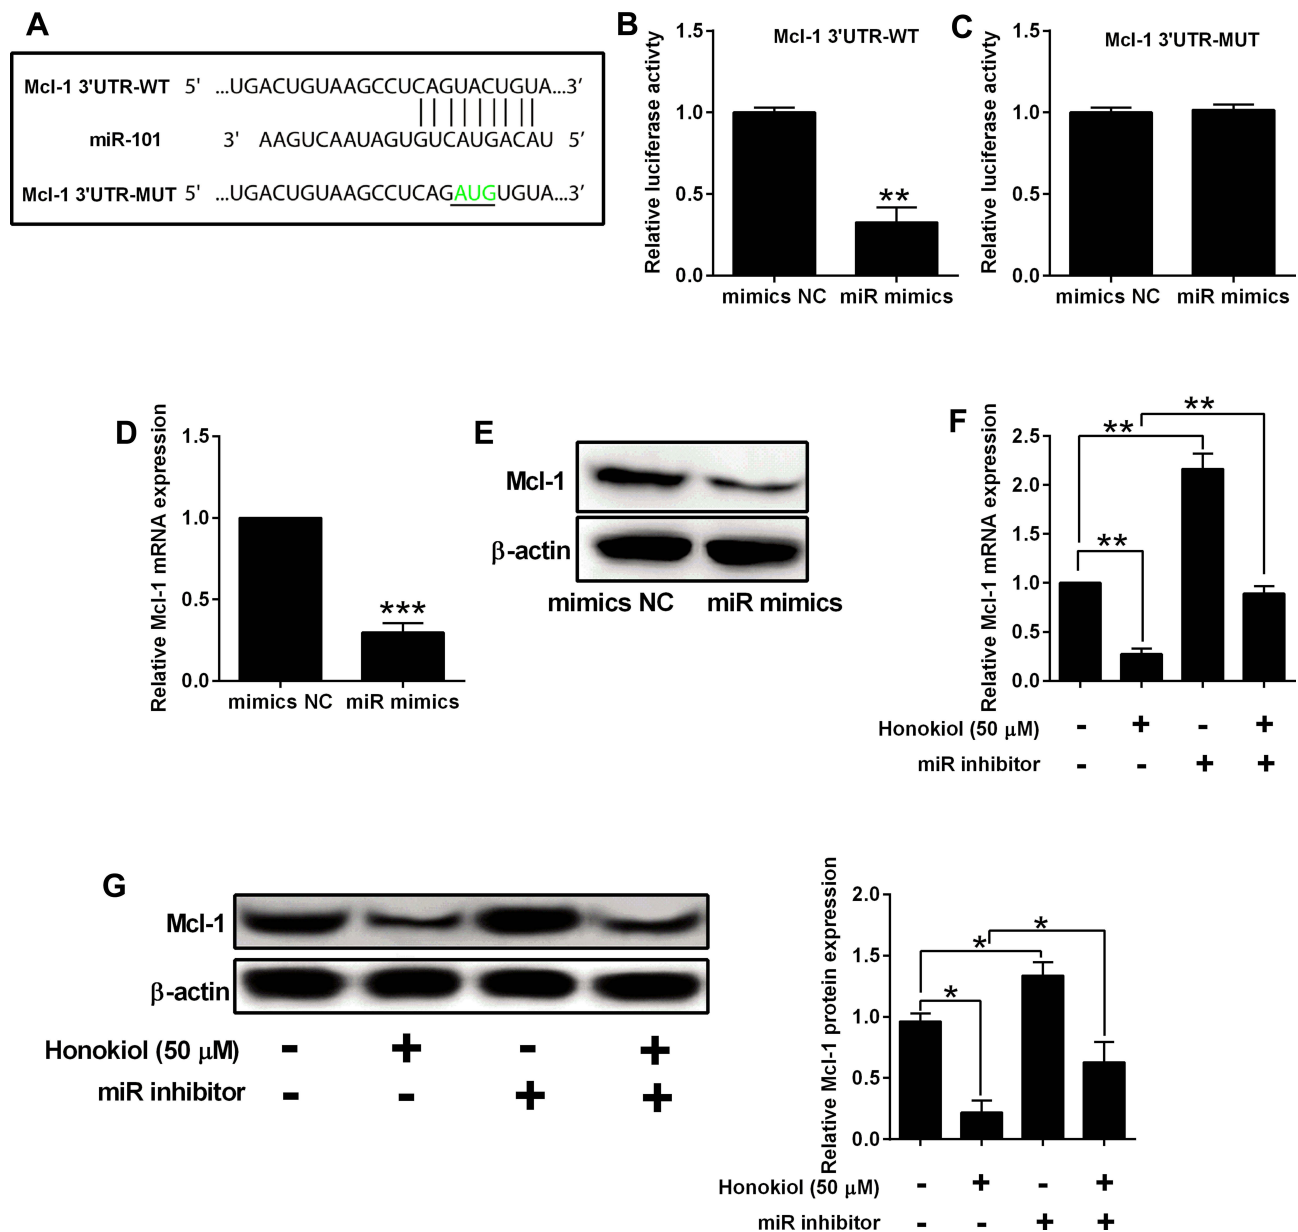 A
Mcl-1 3'UTR-WT 5' ...UGACUGUAAGCCUCAGUACUGUA...3'
miR-101 3' AAGUCAAUAGUGUCAUGACAU 5'
Mcl-1 3'UTR-MUT 5' ...UGACUGUAAGCCUCAGAUGUGUA...3'
B
Relative luciferase activty
Mcl-1 3'UTR-WT
1.5
1.0
0.5
0.0
**
mimics NC miR mimics
C
Relative luciferase activty
Mcl-1 3'UTR-MUT
1.5
1.0
0.5
0.0
mimics NC miR mimics
D
Relative Mcl-1 mRNA expression
1.5
1.0
0.5
0.0
***
mimics NC miR mimics
E
Mcl-1
β-actin
mimics NC miR mimics
F
Relative Mcl-1 mRNA expression
2.5
2.0
1.5
1.0
0.5
0.0
**
**
**
Honokiol (50 μM) - + - +
miR inhibitor - - + +
G
Mcl-1
β-actin
Honokiol (50 μM) - + - +
miR inhibitor - - + +
Relative Mcl-1 protein expression
2.0
1.5
1.0
0.5
0.0
*
*
*
Honokiol (50 μM) - + - +
miR inhibitor - - + +